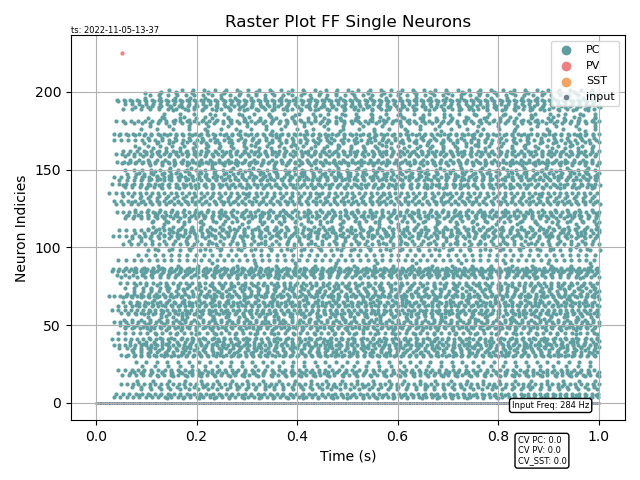 Raster Plot FF Single Neurons
ts: 2022-11-05-13-37
PC
PV
SST
input
200
150
100
50
0
Neuron Indicies
Input Freq: 284 Hz
0.0 0.2 0.4 0.6 0.8 1.0
Time (s)
CV PC: 0.0
CV PV: 0.0
CV_SST: 0.0